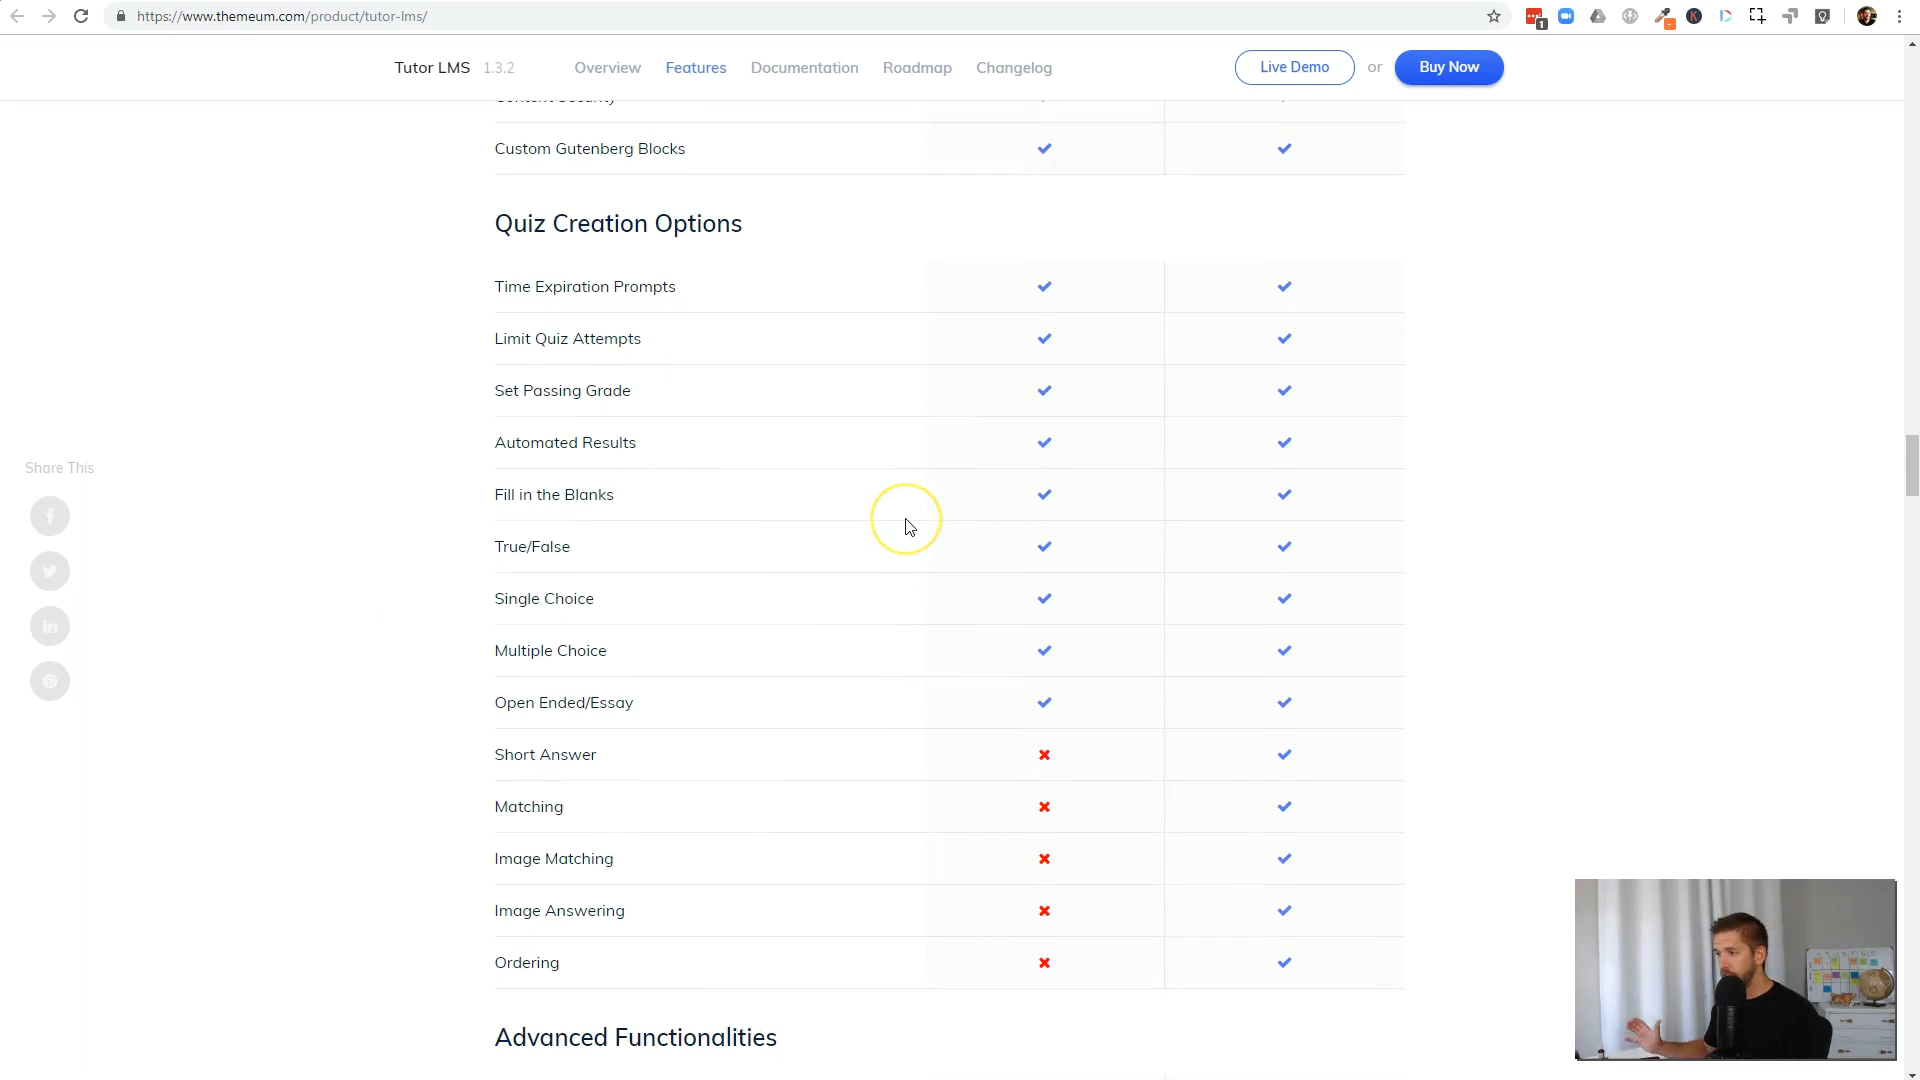 https://www.themeum.com/product/tutor-lms/
1
Tutor LMS 1.3.2 Overview Features Documentation Roadmap Changelog Live Demo or Buy Now
Content Security
Custom Gutenberg Blocks
Quiz Creation Options
Time Expiration Prompts
Limit Quiz Attempts
Set Passing Grade
Automated Results
Share This
Fill in the Blanks
True/False
Single Choice
Multiple Choice
Open Ended/Essay
Short Answer
Matching
Image Matching
Image Answering
Ordering
Advanced Functionalities